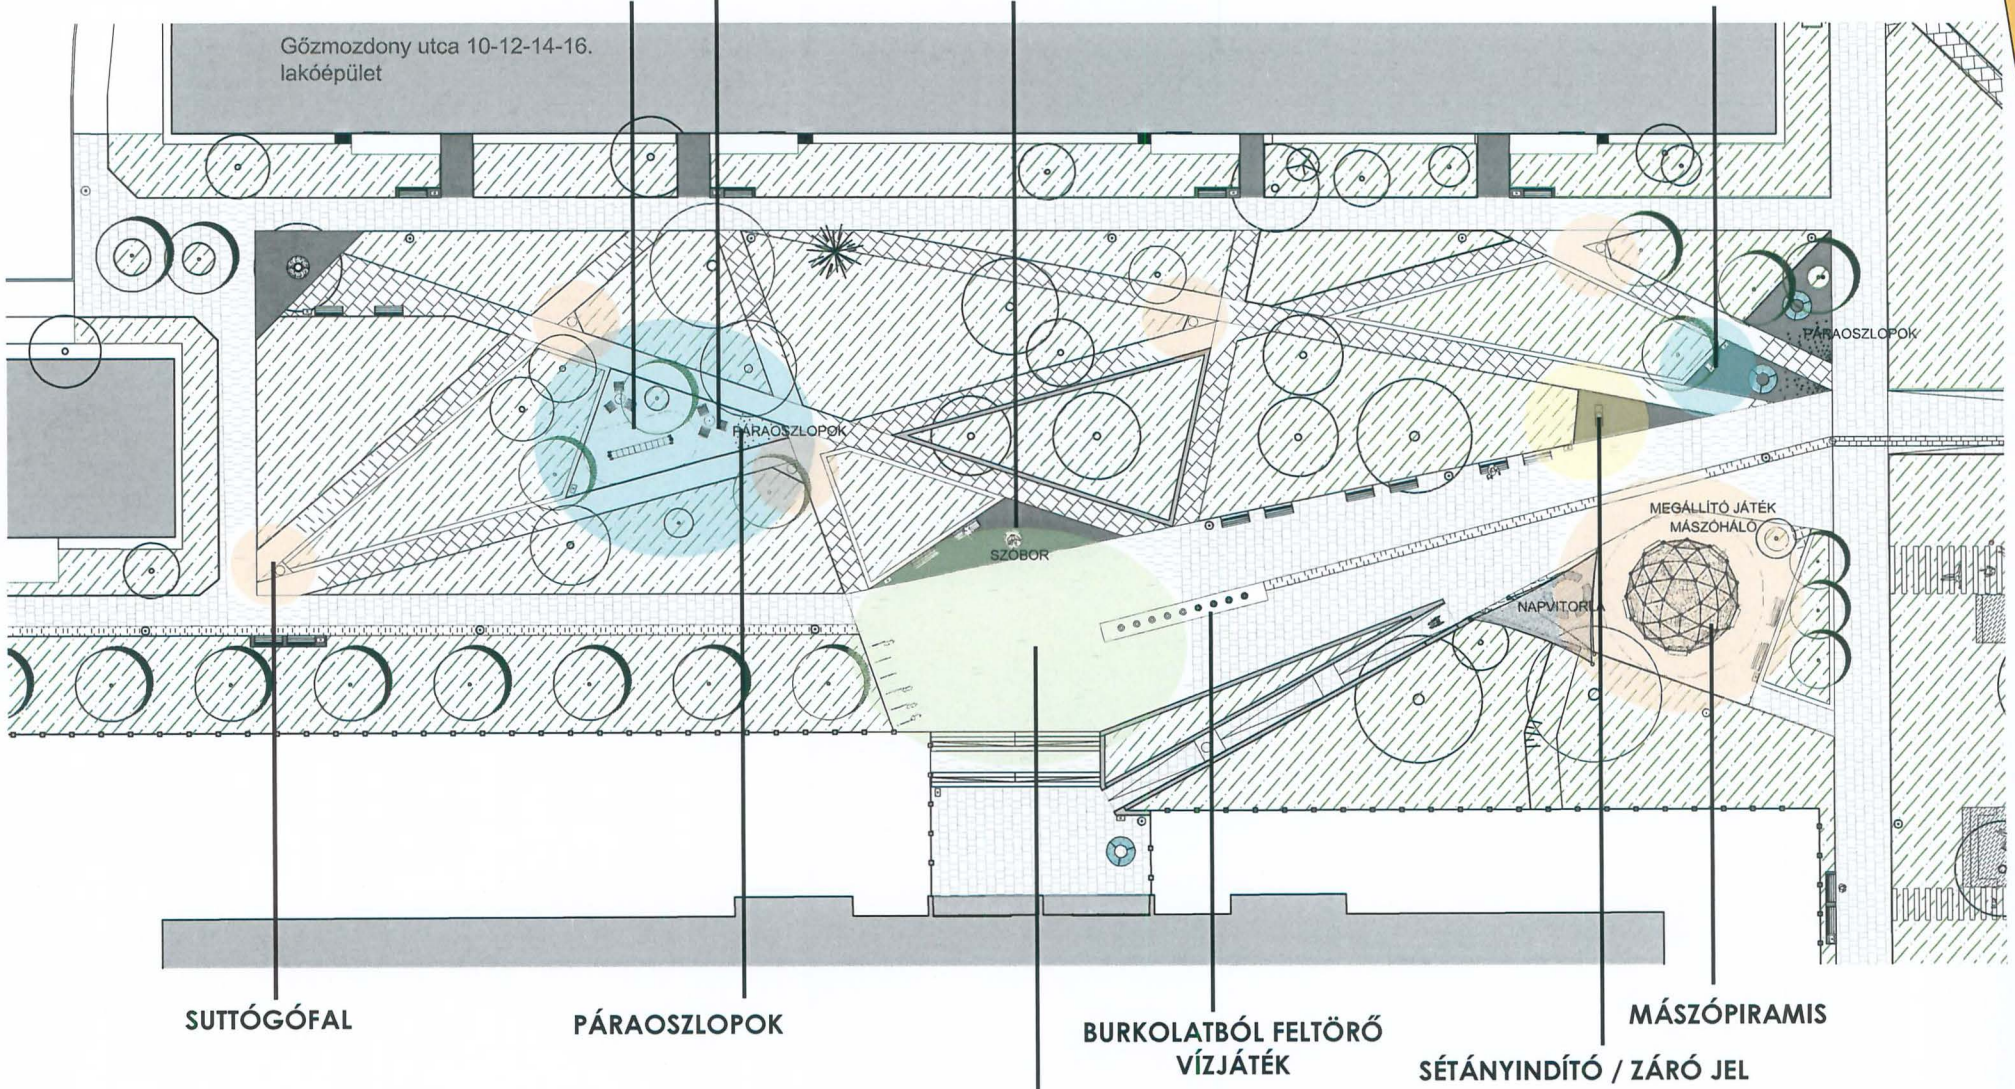 Gőzmozdony utca 10-12-14-16.
lakóépület
PÁRAOSZLOPOK
PÁRAOSZLOPOK
MEGÁLLÍTÓ JÁTÉK
MÁSZÓHÁLÓ
SZOBOR
NAPVITORLA
SUTTÓGÓFAL
PÁRAOSZLOPOK
BURKOLATBÓL FELTÖRŐ
VÍZJÁTÉK
MÁSZÓPIRAMIS
SÉTÁNYINDÍTÓ / ZÁRÓ JEL